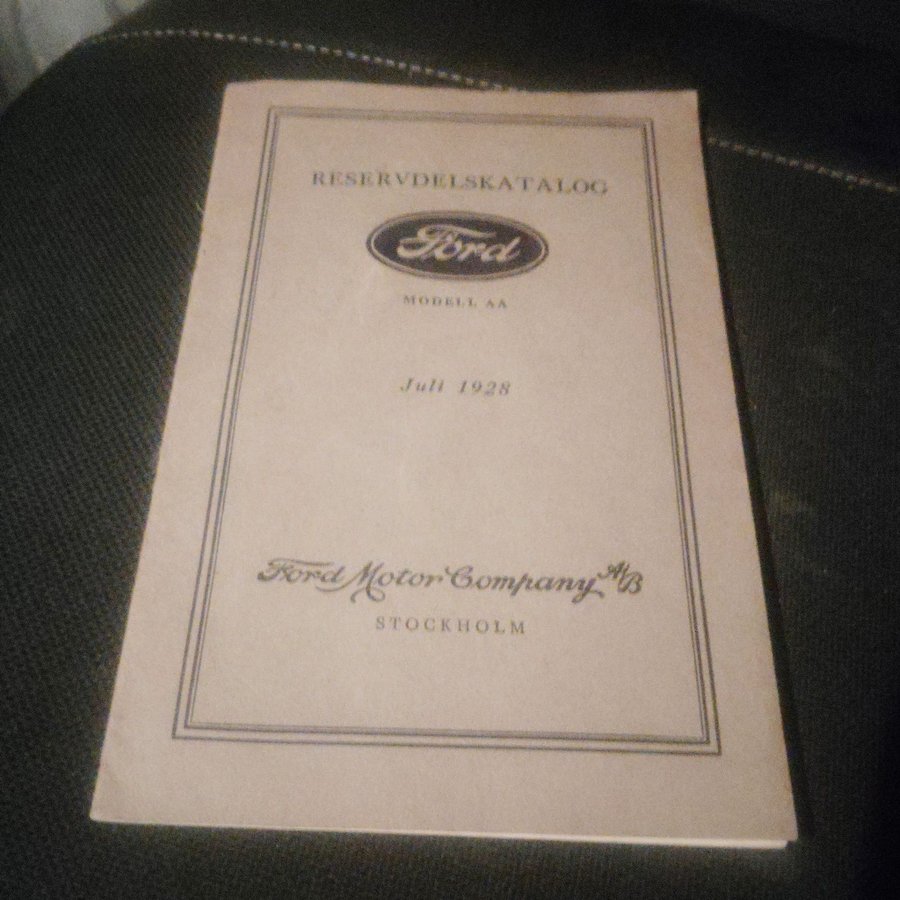 RESERVDELSKATALOG
Ford
MODELL AA
Juli 1928
Ford Motor Company A/B
STOCKHOLM